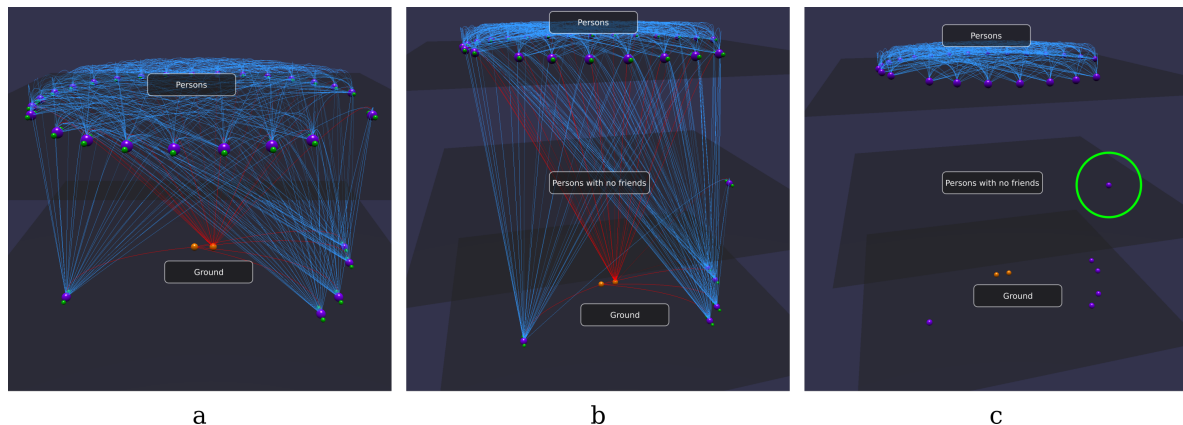 Persons
Ground
a
Persons
Persons with no friends
Ground
b
Persons
Persons with no friends
Ground
c